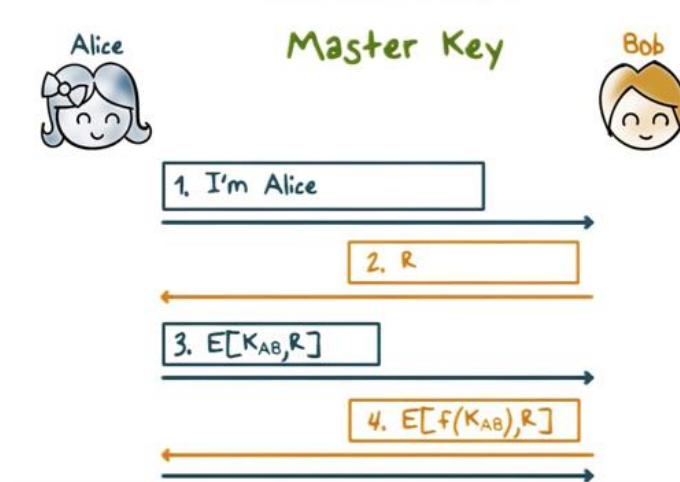 Alice
Master Key
Bob
1. I'm Alice
2. R
3. E[KAB,R]
4. E[f(KAB),R]